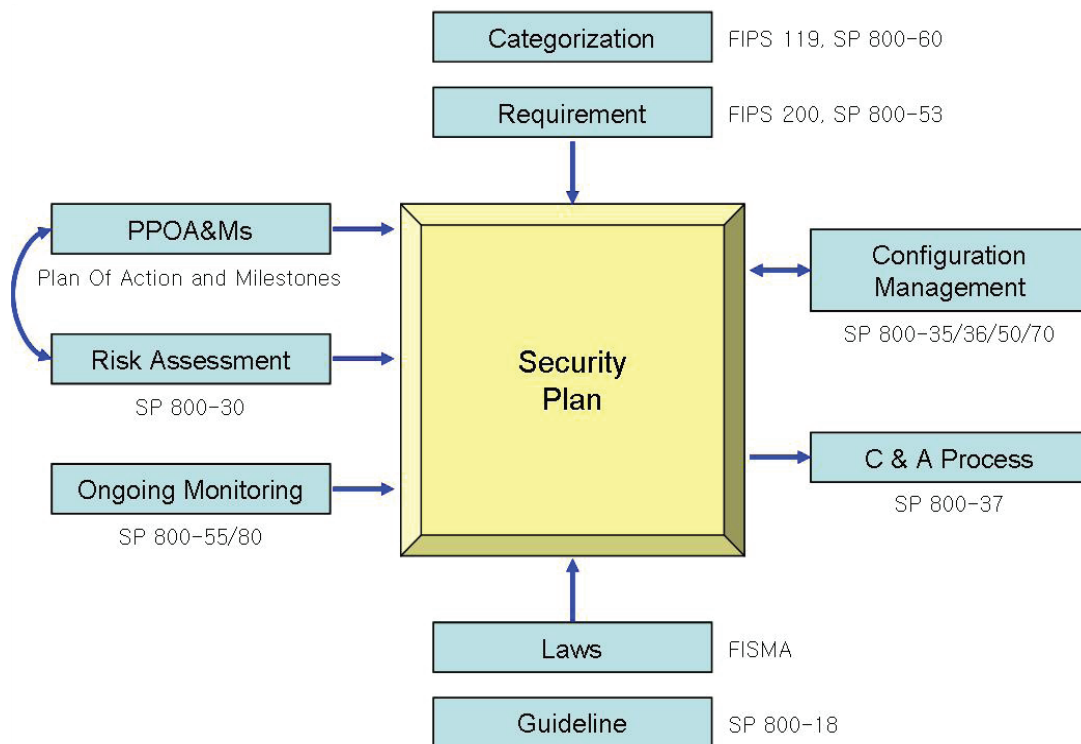 Categorization
FIPS 119, SP 800-60
Requirement
FIPS 200, SP 800-53
PPOA&Ms
Plan Of Action and Milestones
Risk Assessment
SP 800-30
Ongoing Monitoring
SP 800-55/80
Security
Plan
Configuration
Management
SP 800-35/36/50/70
C & A Process
SP 800-37
Laws
FISMA
Guideline
SP 800-18